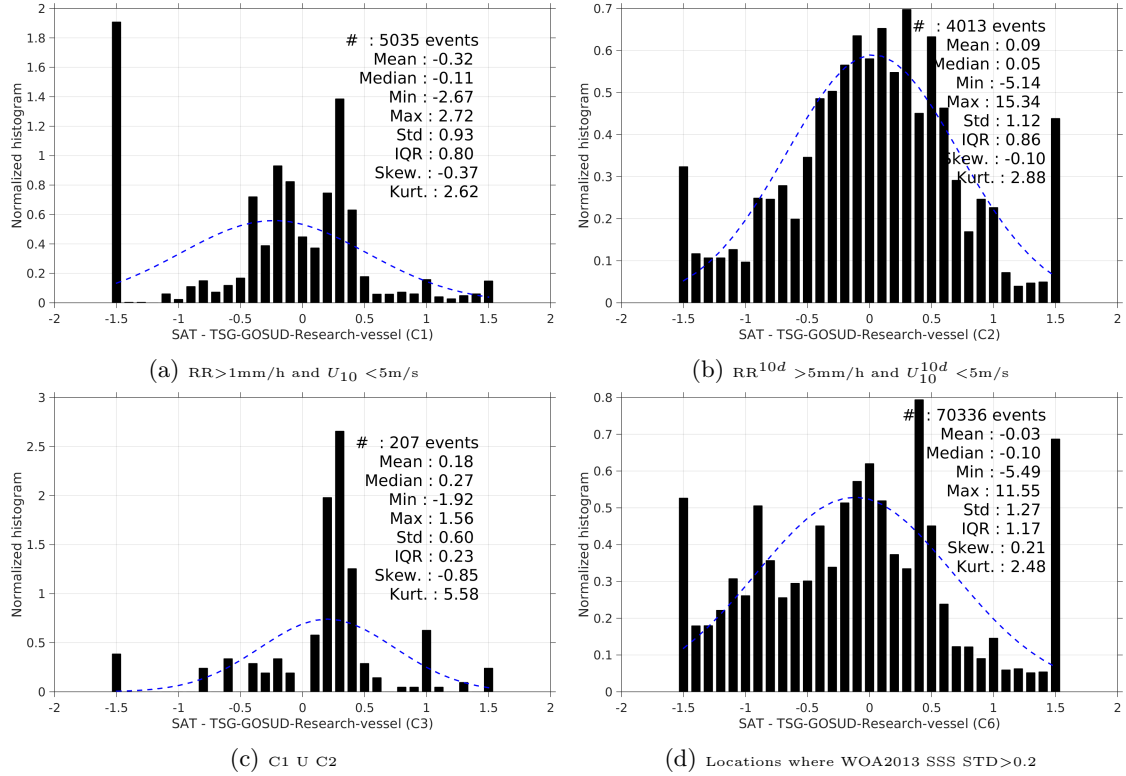 2
1.8
1.6
1.4
1.2
1
0.8
0.6
0.4
0.2
0
Normalized histogram
# : 5035 events
Mean : -0.32
Median : -0.11
Min : -2.67
Max : 2.72
Std : 0.93
IQR : 0.80
Skew. : -0.37
Kurt. : 2.62
-2 -1.5 -1 -0.5 0 0.5 1 1.5 2
SAT - TSG-GOSUD-Research-vessel (C1)
(a) RR>1mm/h and U10 <5m/s
0.7
0.6
0.5
0.4
0.3
0.2
0.1
0
Normalized histogram
# : 4013 events
Mean : 0.09
Median : 0.05
Min : -5.14
Max : 15.34
Std : 1.12
IQR : 0.86
Skew. : -0.10
Kurt. : 2.88
-2 -1.5 -1 -0.5 0 0.5 1 1.5 2
SAT - TSG-GOSUD-Research-vessel (C2)
(b) RR^10d >5mm/h and U10^10d <5m/s
3
2.5
2
1.5
1
0.5
0
Normalized histogram
# : 207 events
Mean : 0.18
Median : 0.27
Min : -1.92
Max : 1.56
Std : 0.60
IQR : 0.23
Skew. : -0.85
Kurt. : 5.58
-2 -1.5 -1 -0.5 0 0.5 1 1.5 2
SAT - TSG-GOSUD-Research-vessel (C3)
(c) C1 U C2
0.8
0.7
0.6
0.5
0.4
0.3
0.2
0.1
0
Normalized histogram
# : 70336 events
Mean : -0.03
Median : -0.10
Min : -5.49
Max : 11.55
Std : 1.27
IQR : 1.17
Skew. : 0.21
Kurt. : 2.48
-2 -1.5 -1 -0.5 0 0.5 1 1.5 2
SAT - TSG-GOSUD-Research-vessel (C6)
(d) Locations where WOA2013 SSS STD>0.2